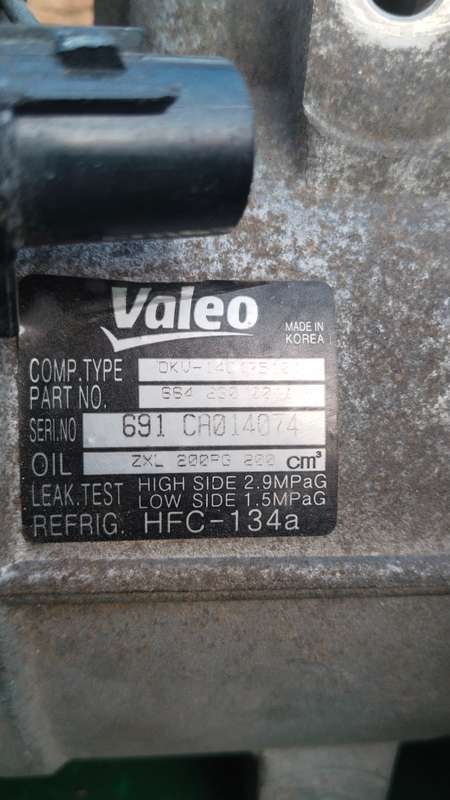 Valeo
MADE IN
KOREA
COMP.TYPE
PART NO.
SERI.NO 691 CA014074
OIL ZXL 200PG 200 cm³
LEAK.TEST HIGH SIDE 2.9MPaG
LOW SIDE 1.5MPaG
REFRIG. HFC-134a